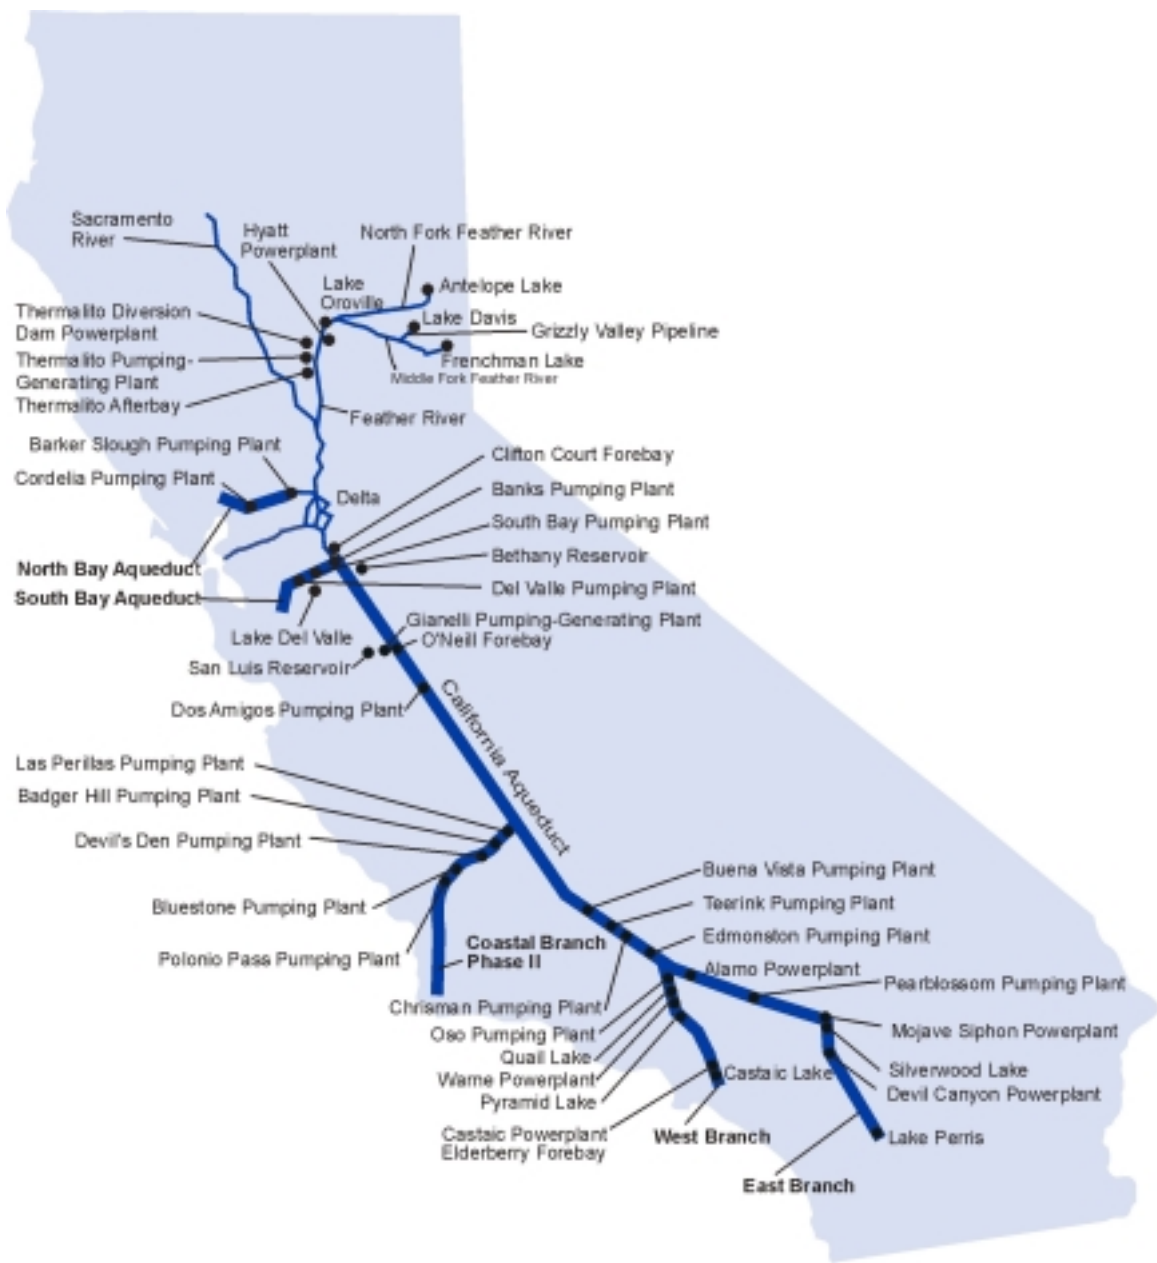 Sacramento
River
Hyatt
Powerplant
North Fork Feather River
Lake
Oroville
Antelope Lake
Thermalito Diversion
Dam Powerplant
Lake Davis
Grizzly Valley Pipeline
Thermalito Pumping-
Generating Plant
Frenchman Lake
Middle Fork Feather River
Thermalito Afterbay
Feather River
Barker Slough Pumping Plant
Clifton Court Forebay
Cordelia Pumping Plant
Banks Pumping Plant
Delta
South Bay Pumping Plant
Bethany Reservoir
North Bay Aqueduct
Del Valle Pumping Plant
South Bay Aqueduct
Gianelli Pumping-Generating Plant
Lake Del Valle
O'Neill Forebay
San Luis Reservoir
Dos Amigos Pumping Plant
California Aqueduct
Las Perillas Pumping Plant
Badger Hill Pumping Plant
Devil's Den Pumping Plant
Buena Vista Pumping Plant
Bluestone Pumping Plant
Teerink Pumping Plant
Edmonston Pumping Plant
Coastal Branch
Phase II
Polonio Pass Pumping Plant
Alamo Powerplant
Pearblossom Pumping Plant
Chrisman Pumping Plant
Mojave Siphon Powerplant
Oso Pumping Plant
Quail Lake
Silverwood Lake
Warne Powerplant
Castaic Lake
Devil Canyon Powerplant
Pyramid Lake
Castaic Powerplant
Elderberry Forebay
West Branch
Lake Perris
East Branch